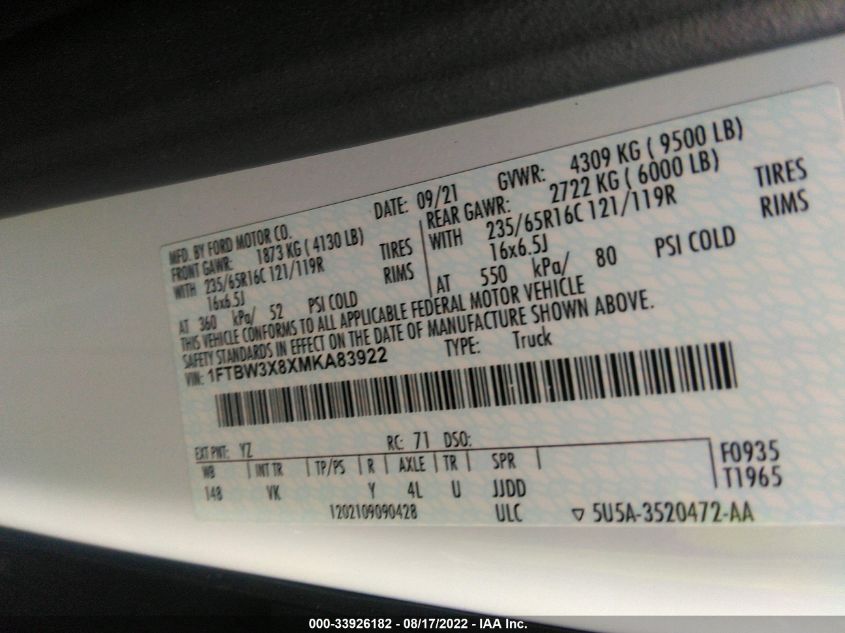 MFD. BY FORD MOTOR CO.
DATE: 09/21
GVWR: 4309 KG ( 9500 LB)
FRONT GAWR: 1873 KG ( 4130 LB)
WITH 235/65R16C 121/119R TIRES
16x6.5J RIMS
AT 360 kPa/ 52 PSI COLD
REAR GAWR: 2722 KG ( 6000 LB)
WITH 235/65R16C 121/119R TIRES
16x6.5J RIMS
AT 550 kPa/ 80 PSI COLD
THIS VEHICLE CONFORMS TO ALL APPLICABLE FEDERAL MOTOR VEHICLE
SAFETY STANDARDS IN EFFECT ON THE DATE OF MANUFACTURE SHOWN ABOVE.
VIN: 1FTBW3X8XMKA83922 TYPE: Truck
EXT PNT: YZ RC: 71 DSO:
WB INT TR TP/PS R AXLE TR SPR
148 VK Y 4L U JJDD
F0935
T1965
1202109090428 ULC ▽ 5U5A-3520472-AA
000-33926182 - 08/17/2022 - IAA Inc.